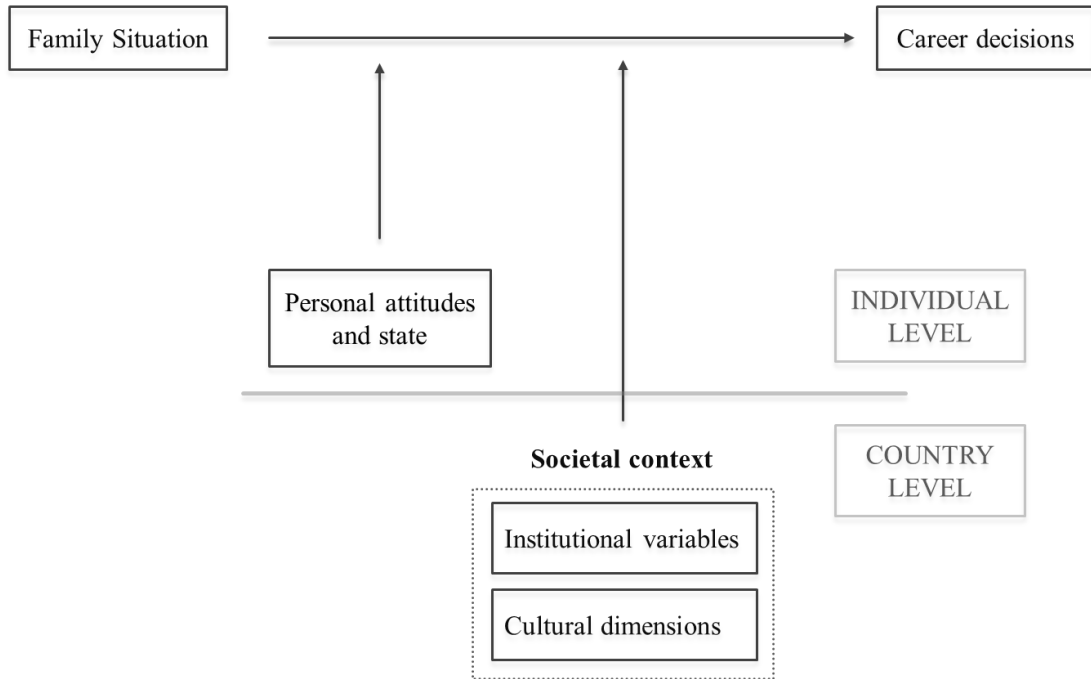 Family Situation
Career decisions
Personal attitudes
and state
INDIVIDUAL
LEVEL
COUNTRY
LEVEL
Societal context
Institutional variables
Cultural dimensions